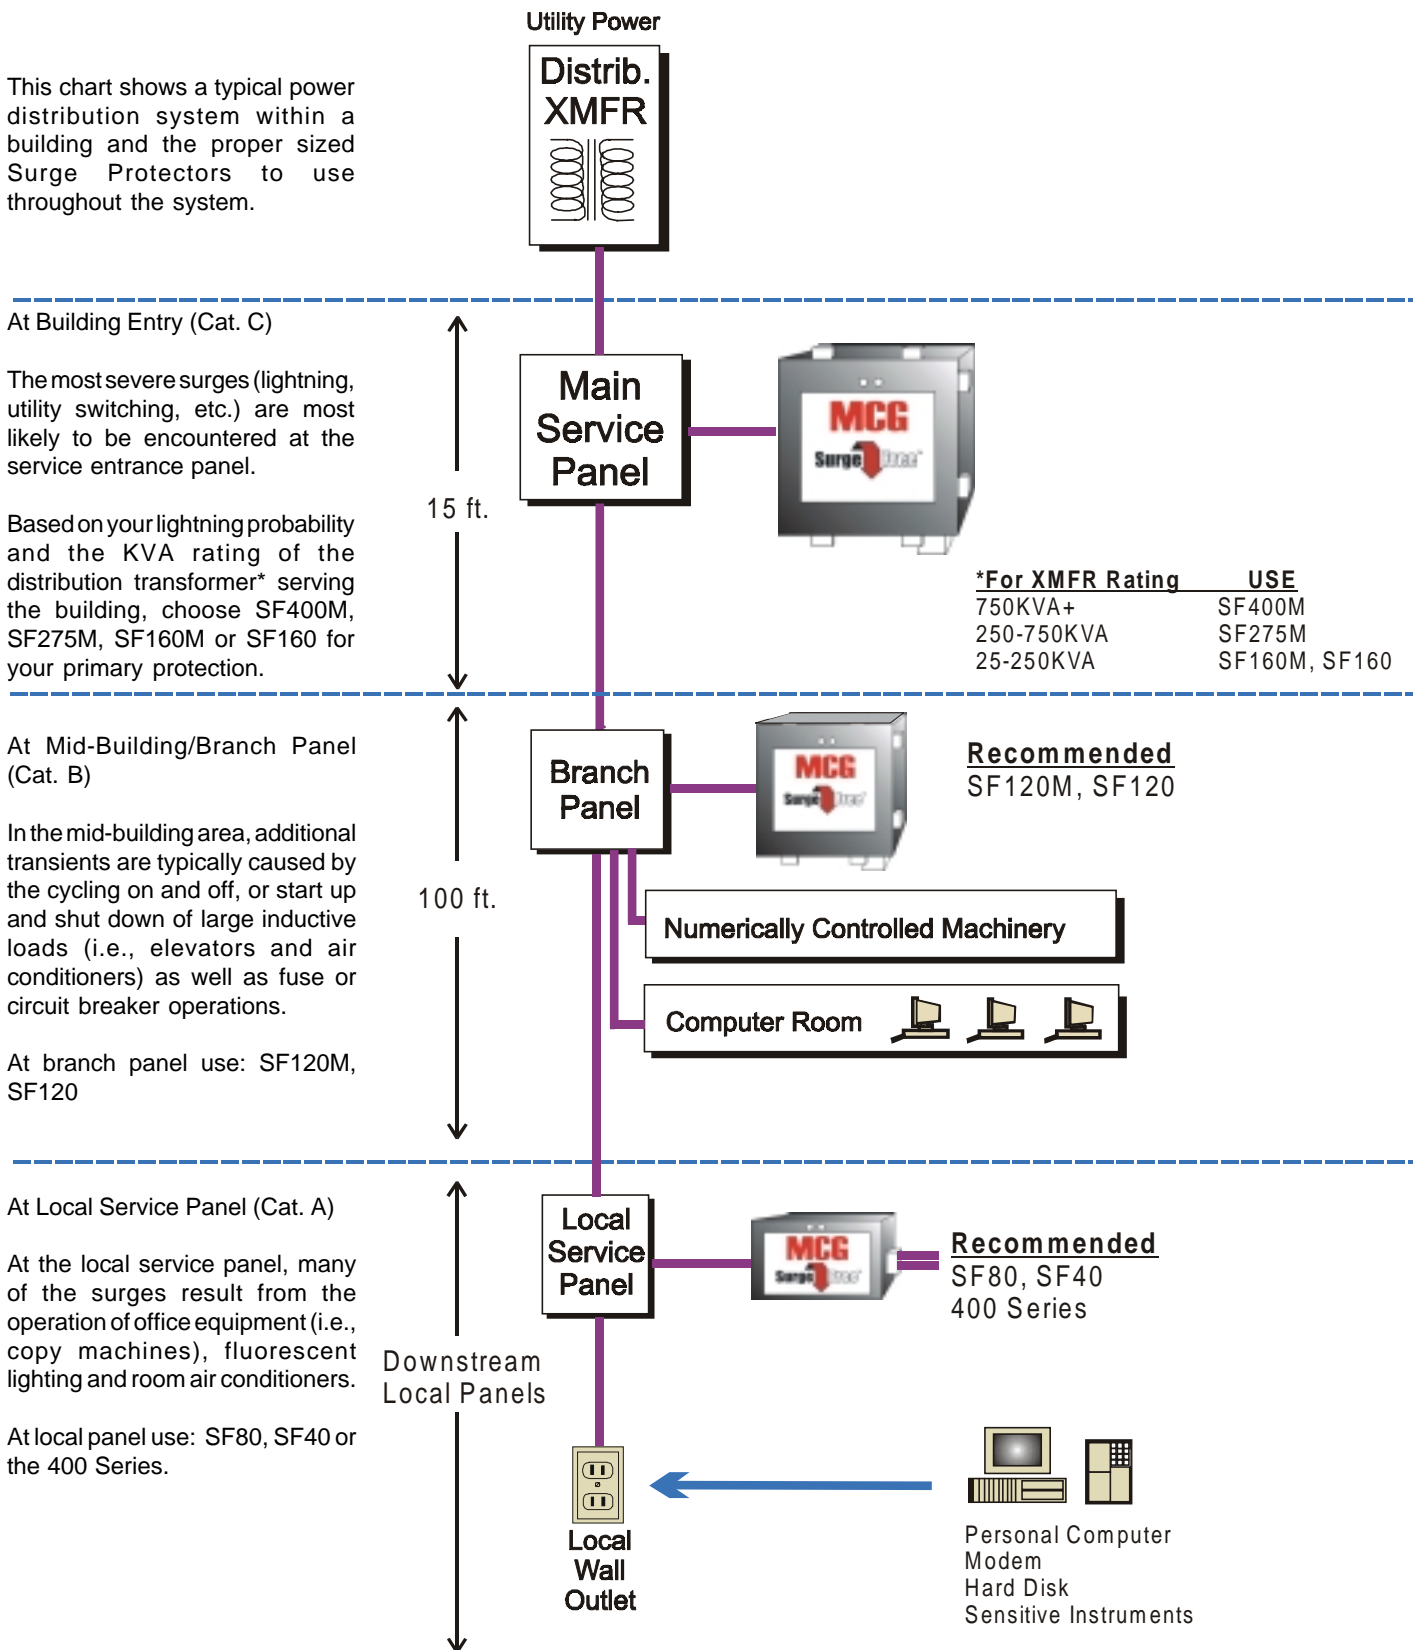 Utility Power
Distrib.
XMFR
This chart shows a typical power
distribution system within a
building and the proper sized
Surge Protectors to use
throughout the system.
At Building Entry (Cat. C)
The most severe surges (lightning,
utility switching, etc.) are most
likely to be encountered at the
service entrance panel.
Based on your lightning probability
and the KVA rating of the
distribution transformer* serving
the building, choose SF400M,
SF275M, SF160M or SF160 for
your primary protection.
15 ft.
Main
Service
Panel
MCG
Surge Free
*For XMFR Rating USE
750KVA+ SF400M
250-750KVA SF275M
25-250KVA SF160M, SF160
At Mid-Building/Branch Panel
(Cat. B)
In the mid-building area, additional
transients are typically caused by
the cycling on and off, or start up
and shut down of large inductive
loads (i.e., elevators and air
conditioners) as well as fuse or
circuit breaker operations.
At branch panel use: SF120M,
SF120
100 ft.
Branch
Panel
MCG
Surge Free
Recommended
SF120M, SF120
Numerically Controlled Machinery
Computer Room
At Local Service Panel (Cat. A)
At the local service panel, many
of the surges result from the
operation of office equipment (i.e.,
copy machines), fluorescent
lighting and room air conditioners.
At local panel use: SF80, SF40 or
the 400 Series.
Downstream
Local Panels
Local
Service
Panel
MCG
Surge Free
Recommended
SF80, SF40
400 Series
Local
Wall
Outlet
Personal Computer
Modem
Hard Disk
Sensitive Instruments